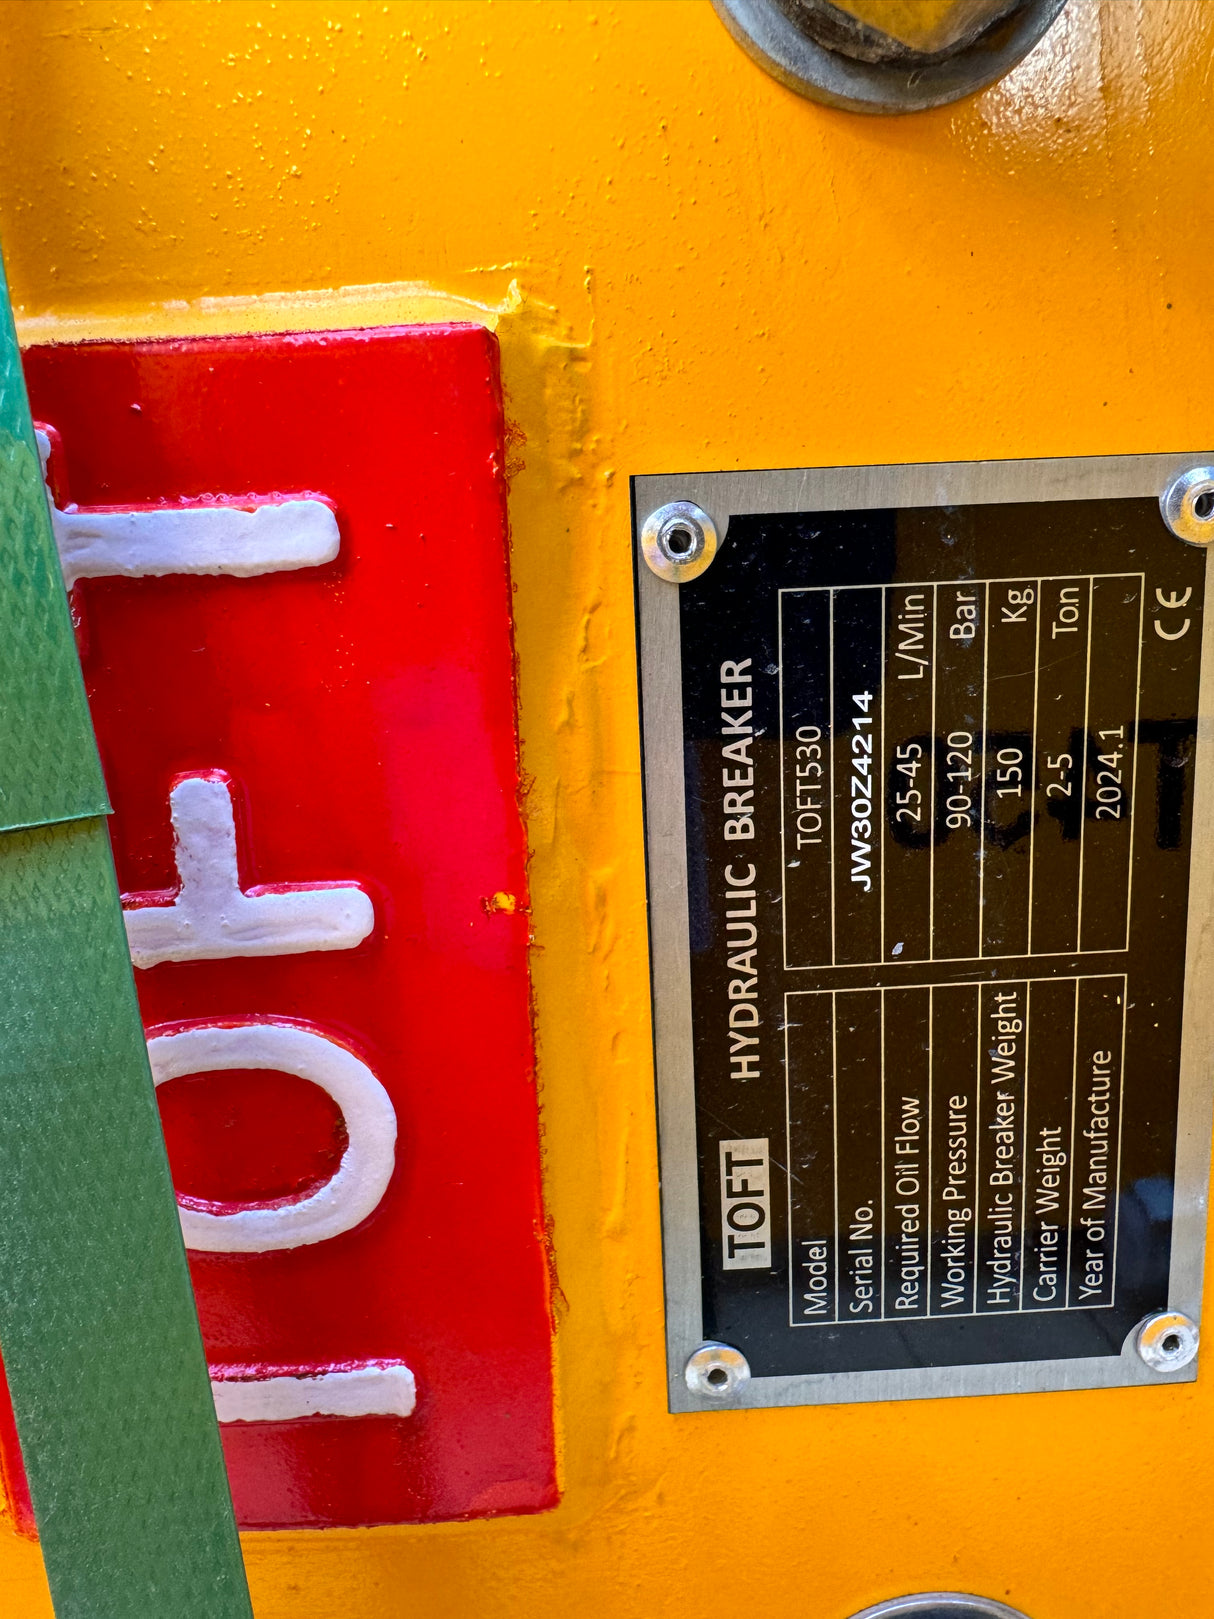 TOFT
TOFT HYDRAULIC BREAKER
Model TOFT530
Serial No. JW30Z4214
Required Oil Flow 25-45 L/Min
Working Pressure 90-120 Bar
Hydraulic Breaker Weight 150 Kg
Carrier Weight 2-5 Ton
Year of Manufacture 2024.1
CE